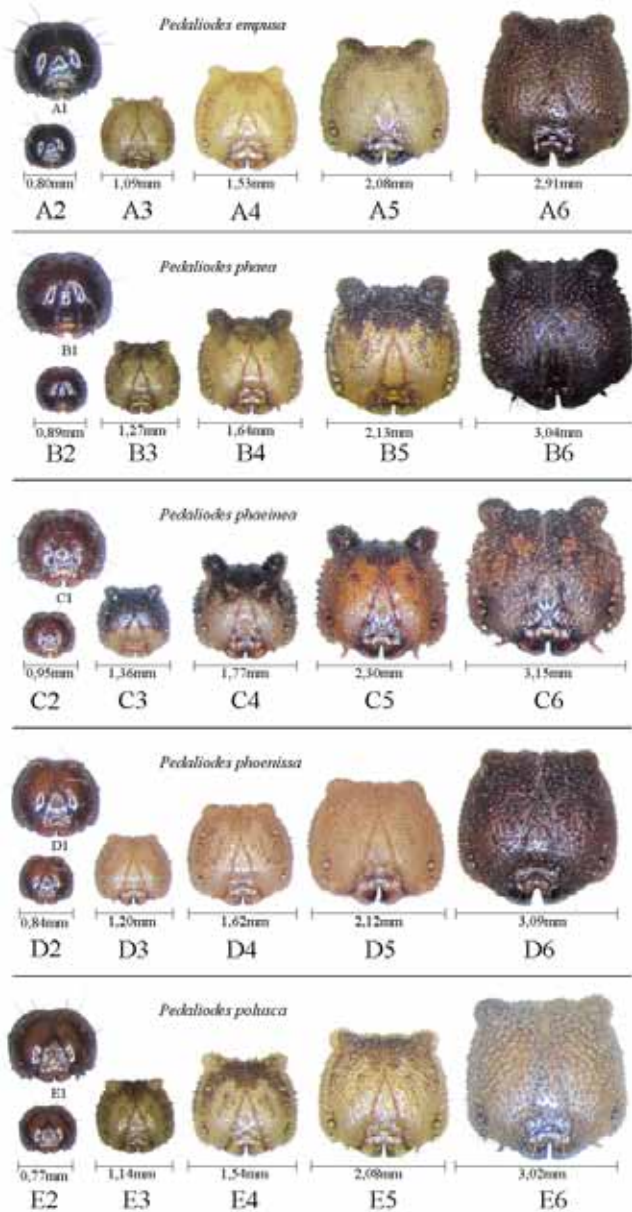 Pedaliodes empusa
A1
0,80mm 1,09mm 1,53mm 2,08mm 2,91mm
A2 A3 A4 A5 A6
Pedaliodes phaea
B1
0,89mm 1,27mm 1,64mm 2,13mm 3,04mm
B2 B3 B4 B5 B6
Pedaliodes phaeinea
C1
0,95mm 1,36mm 1,77mm 2,30mm 3,15mm
C2 C3 C4 C5 C6
Pedaliodes phoenissa
D1
0,84mm 1,20mm 1,62mm 2,12mm 3,09mm
D2 D3 D4 D5 D6
Pedaliodes polusca
E1
0,77mm 1,14mm 1,54mm 2,08mm 3,02mm
E2 E3 E4 E5 E6